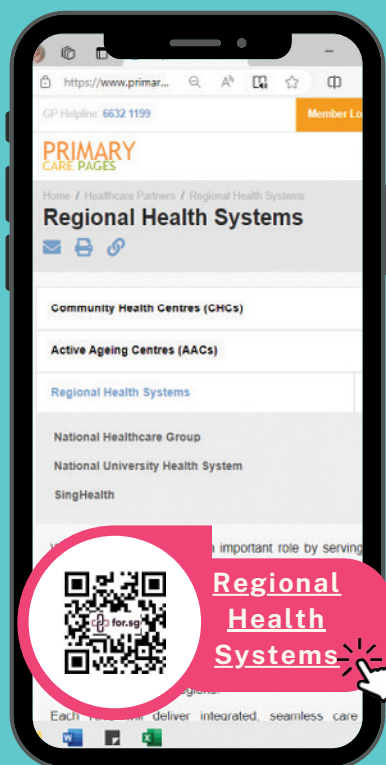 https://www.primar...
GP Helpline: 6632 1199
Member Lo
PRIMARY
CARE PAGES
Home / Healthcare Partners / Regional Health Systems
Regional Health Systems
Community Health Centres (CHCs)
Active Ageing Centres (AACs)
Regional Health Systems
National Healthcare Group
National University Health System
SingHealth
important role by serving
for.sg
Regional
Health
Systems
regions.
Each
will deliver integrated, seamless care